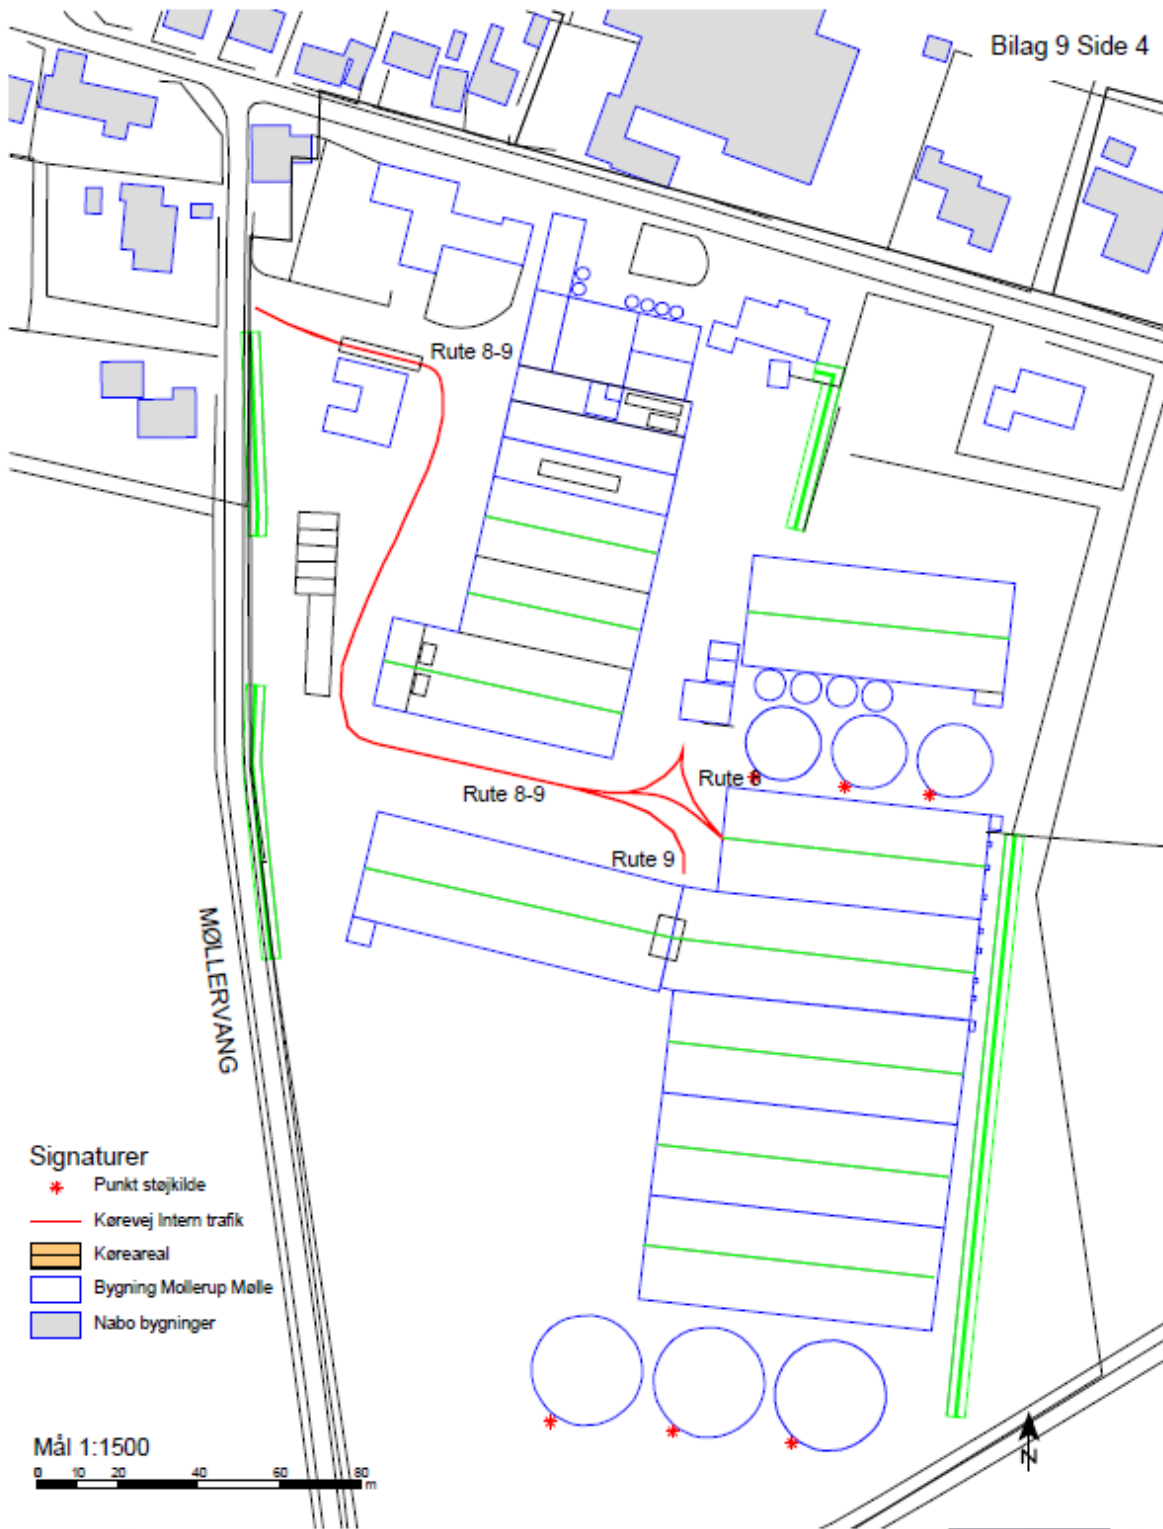 Bilag 9 Side 4
Rute 8-9
Rute 8
Rute 8-9
Rute 9
MØLLERVANG
Signaturer
Punkt støjkilde
Kørevej Intern trafik
Køreareal
Bygning Mollerup Mølle
Nabo bygninger
Mål 1:1500
0 10 20 40 60 80
m
N